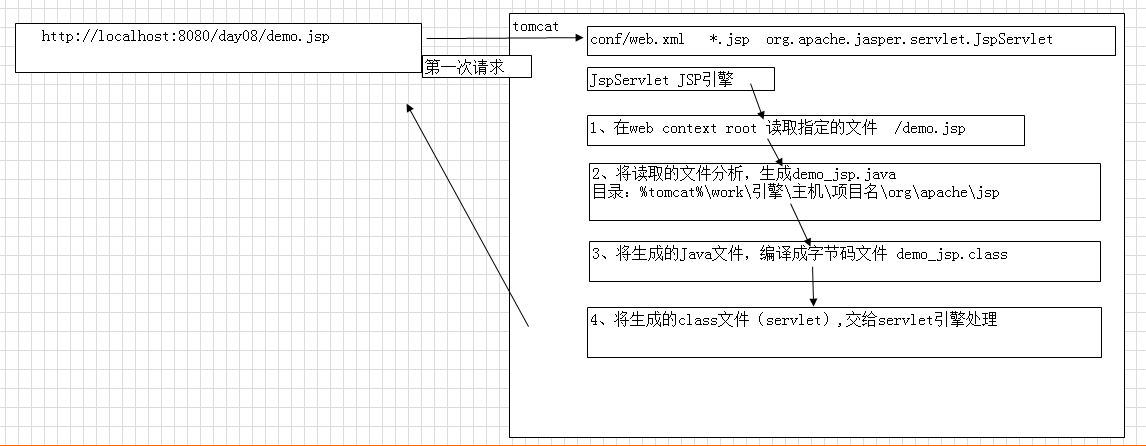 http://localhost:8080/day08/demo.jsp
第一次请求
tomcat
conf/web.xml *.jsp org.apache.jasper.servlet.JspServlet
JspServlet JSP引擎
1、在web context root 读取指定的文件 /demo.jsp
2、将读取的文件分析，生成demo_jsp.java
目录：%tomcat%\work\引擎\主机\项目名\org\apache\jsp
3、将生成的Java文件，编译成字节码文件 demo_jsp.class
4、将生成的class文件（servlet）,交给servlet引擎处理